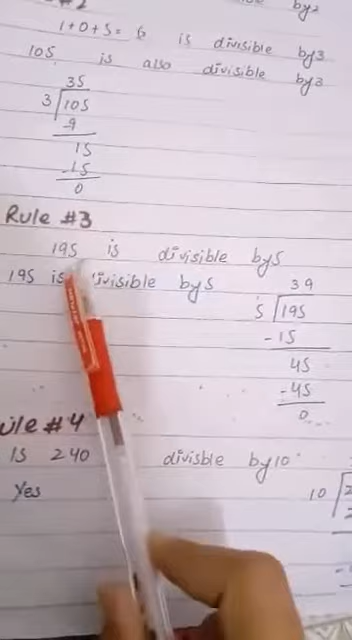 by2
1+0+5= 6 is divisible by3
105 is also divisible by3
35
3 105
-9
15
-15
0
Rule #3
195 is divisible by5
195 is divisible by5
39
5 195
-15
45
-45
0
Rule #4
Is 240 divisble by10
Yes
10